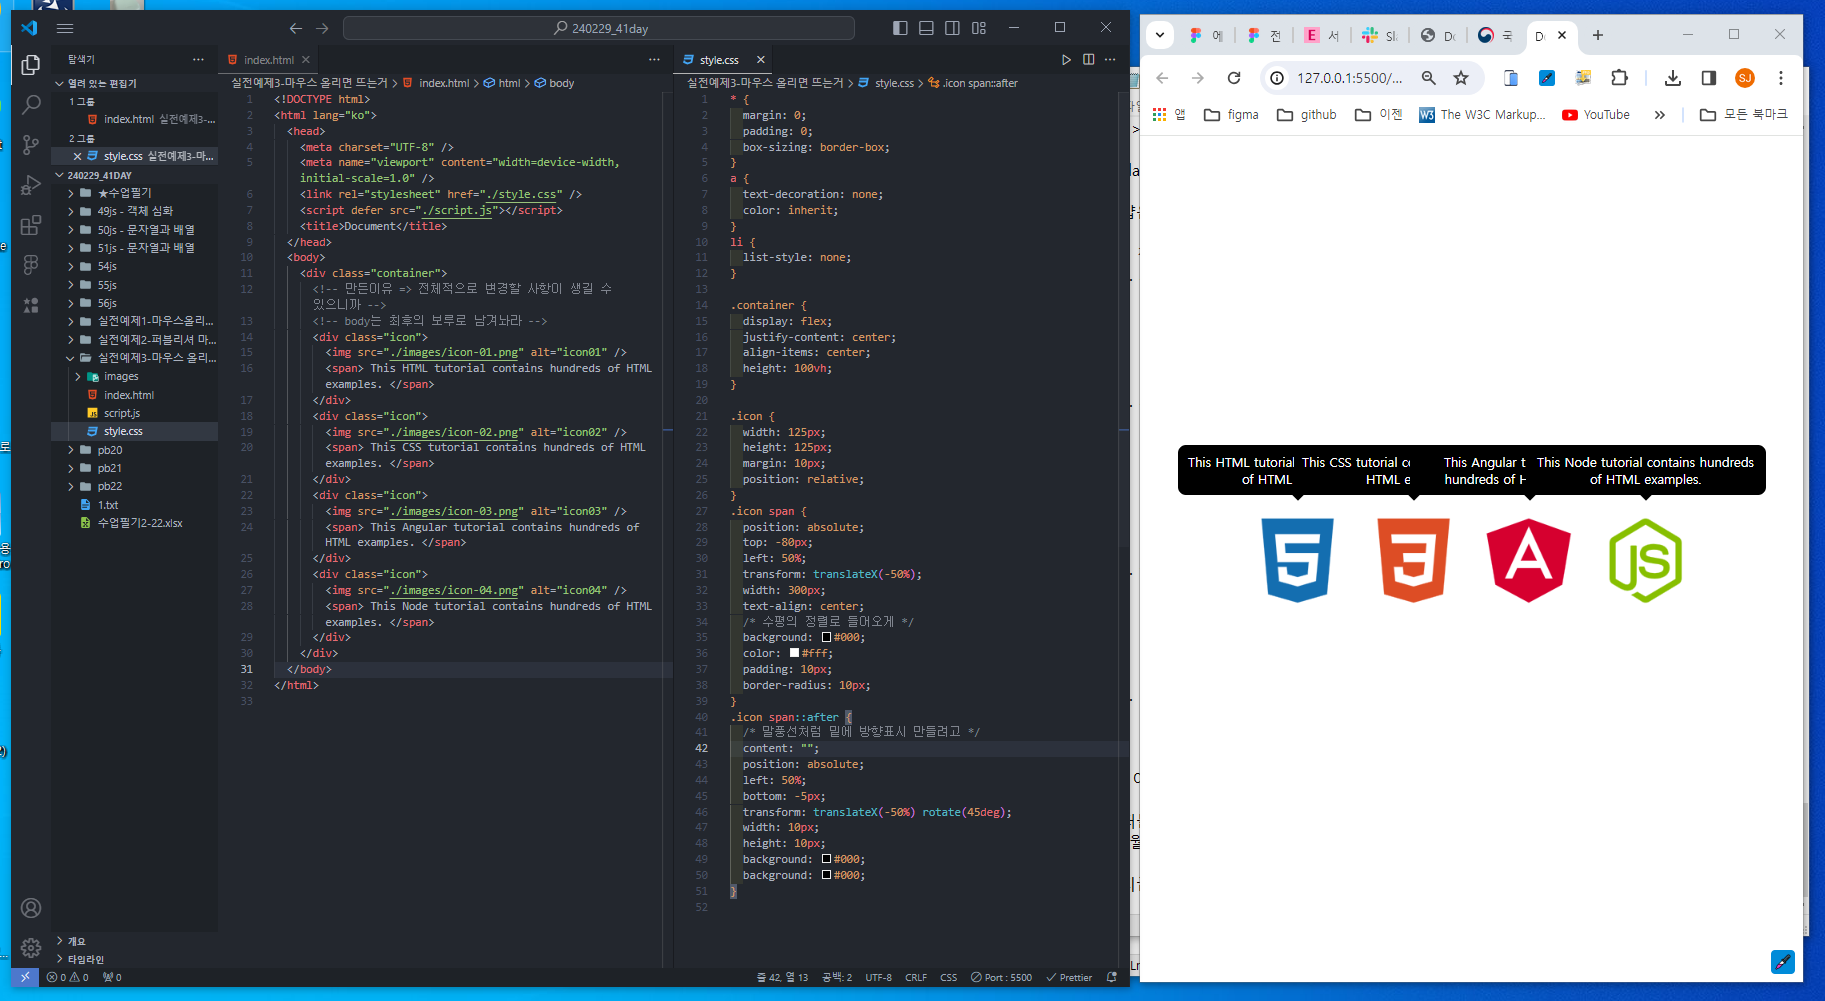 240229_41day
탐색기
열려 있는 편집기
1 그룹
index.html 실전예제3-...
2 그룹
style.css 실전예제3-마...
240229_41DAY
★수업필기
49js - 객체 심화
50js - 문자열과 배열
51js - 문자열과 배열
54js
55js
56js
실전예제1-마우스올리...
실전예제2-퍼블리셔 마...
실전예제3-마우스 올리...
images
index.html
script.js
style.css
pb20
pb21
pb22
1.txt
수업필기2-22.xlsx
개요
타임라인
index.html
실전예제3-마우스 올리면 뜨는거 > index.html > html > body
1 <!DOCTYPE html>
2 <html lang="ko">
3 <head>
4 <meta charset="UTF-8" />
5 <meta name="viewport" content="width=device-width,
initial-scale=1.0" />
6 <link rel="stylesheet" href="./style.css" />
7 <script defer src="./script.js"></script>
8 <title>Document</title>
9 </head>
10 <body>
11 <div class="container">
12 <!-- 만든이유 => 전체적으로 변경할 사항이 생길 수
있으니까 -->
13 <!-- body는 최후의 보루로 남겨놔라 -->
14 <div class="icon">
15 <img src="./images/icon-01.png" alt="icon01" />
16 <span> This HTML tutorial contains hundreds of HTML
examples. </span>
17 </div>
18 <div class="icon">
19 <img src="./images/icon-02.png" alt="icon02" />
20 <span> This CSS tutorial contains hundreds of HTML
examples. </span>
21 </div>
22 <div class="icon">
23 <img src="./images/icon-03.png" alt="icon03" />
24 <span> This Angular tutorial contains hundreds of
HTML examples. </span>
25 </div>
26 <div class="icon">
27 <img src="./images/icon-04.png" alt="icon04" />
28 <span> This Node tutorial contains hundreds of HTML
examples. </span>
29 </div>
30 </div>
31 </body>
32 </html>
33
style.css
실전예제3-마우스 올리면 뜨는거 > style.css > .icon span::after
1 * {
2 margin: 0;
3 padding: 0;
4 box-sizing: border-box;
5 }
6 a {
7 text-decoration: none;
8 color: inherit;
9 }
10 li {
11 list-style: none;
12 }
13
14 .container {
15 display: flex;
16 justify-content: center;
17 align-items: center;
18 height: 100vh;
19 }
20
21 .icon {
22 width: 125px;
23 height: 125px;
24 margin: 10px;
25 position: relative;
26 }
27 .icon span {
28 position: absolute;
29 top: -80px;
30 left: 50%;
31 transform: translateX(-50%);
32 width: 300px;
33 text-align: center;
34 /* 수평의 정렬로 들어오게 */
35 background: #000;
36 color: #fff;
37 padding: 10px;
38 border-radius: 10px;
39 }
40 .icon span::after {
41 /* 말풍선처럼 밑에 방향표시 만들려고 */
42 content: "";
43 position: absolute;
44 left: 50%;
45 bottom: -5px;
46 transform: translateX(-50%) rotate(45deg);
47 width: 10px;
48 height: 10px;
49 background: #000;
50 background: #000;
51 }
52
0 0 0
줄 42, 열 13 공백: 2 UTF-8 CRLF CSS Port : 5500 Prettier
에 전 E 서 Sl Do 국 Do
127.0.0.1:5500/... SJ
앱 figma github 이젠 W3 The W3C Markup... YouTube » 모든 북마크
This HTML tutorial This CSS tutorial co This Angular t This Node tutorial contains hundreds
of HTML HTML e hundreds of H of HTML examples.
5 3 A JS